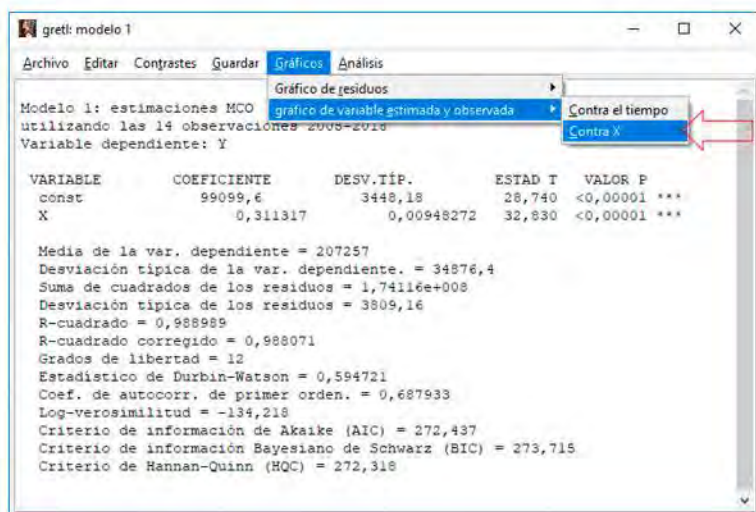 gretl: modelo 1
Archivo Editar Contrastes Guardar Gráficos Análisis
Gráfico de residuos
gráfico de variable estimada y observada
Contra el tiempo
Contra X
Modelo 1: estimaciones MCO
utilizando las 14 observaciones 2005-2018
Variable dependiente: Y
VARIABLE COEFICIENTE DESV.TÍP. ESTAD T VALOR P
const 99099,6 3448,18 28,740 <0,00001 ***
X 0,311317 0,00948272 32,830 <0,00001 ***
Media de la var. dependiente = 207257
Desviación típica de la var. dependiente. = 34876,4
Suma de cuadrados de los residuos = 1,74116e+008
Desviación típica de los residuos = 3809,16
R-cuadrado = 0,988989
R-cuadrado corregido = 0,988071
Grados de libertad = 12
Estadístico de Durbin-Watson = 0,594721
Coef. de autocorr. de primer orden. = 0,687933
Log-verosimilitud = -134,218
Criterio de información de Akaike (AIC) = 272,437
Criterio de información Bayesiano de Schwarz (BIC) = 273,715
Criterio de Hannan-Quinn (HQC) = 272,318